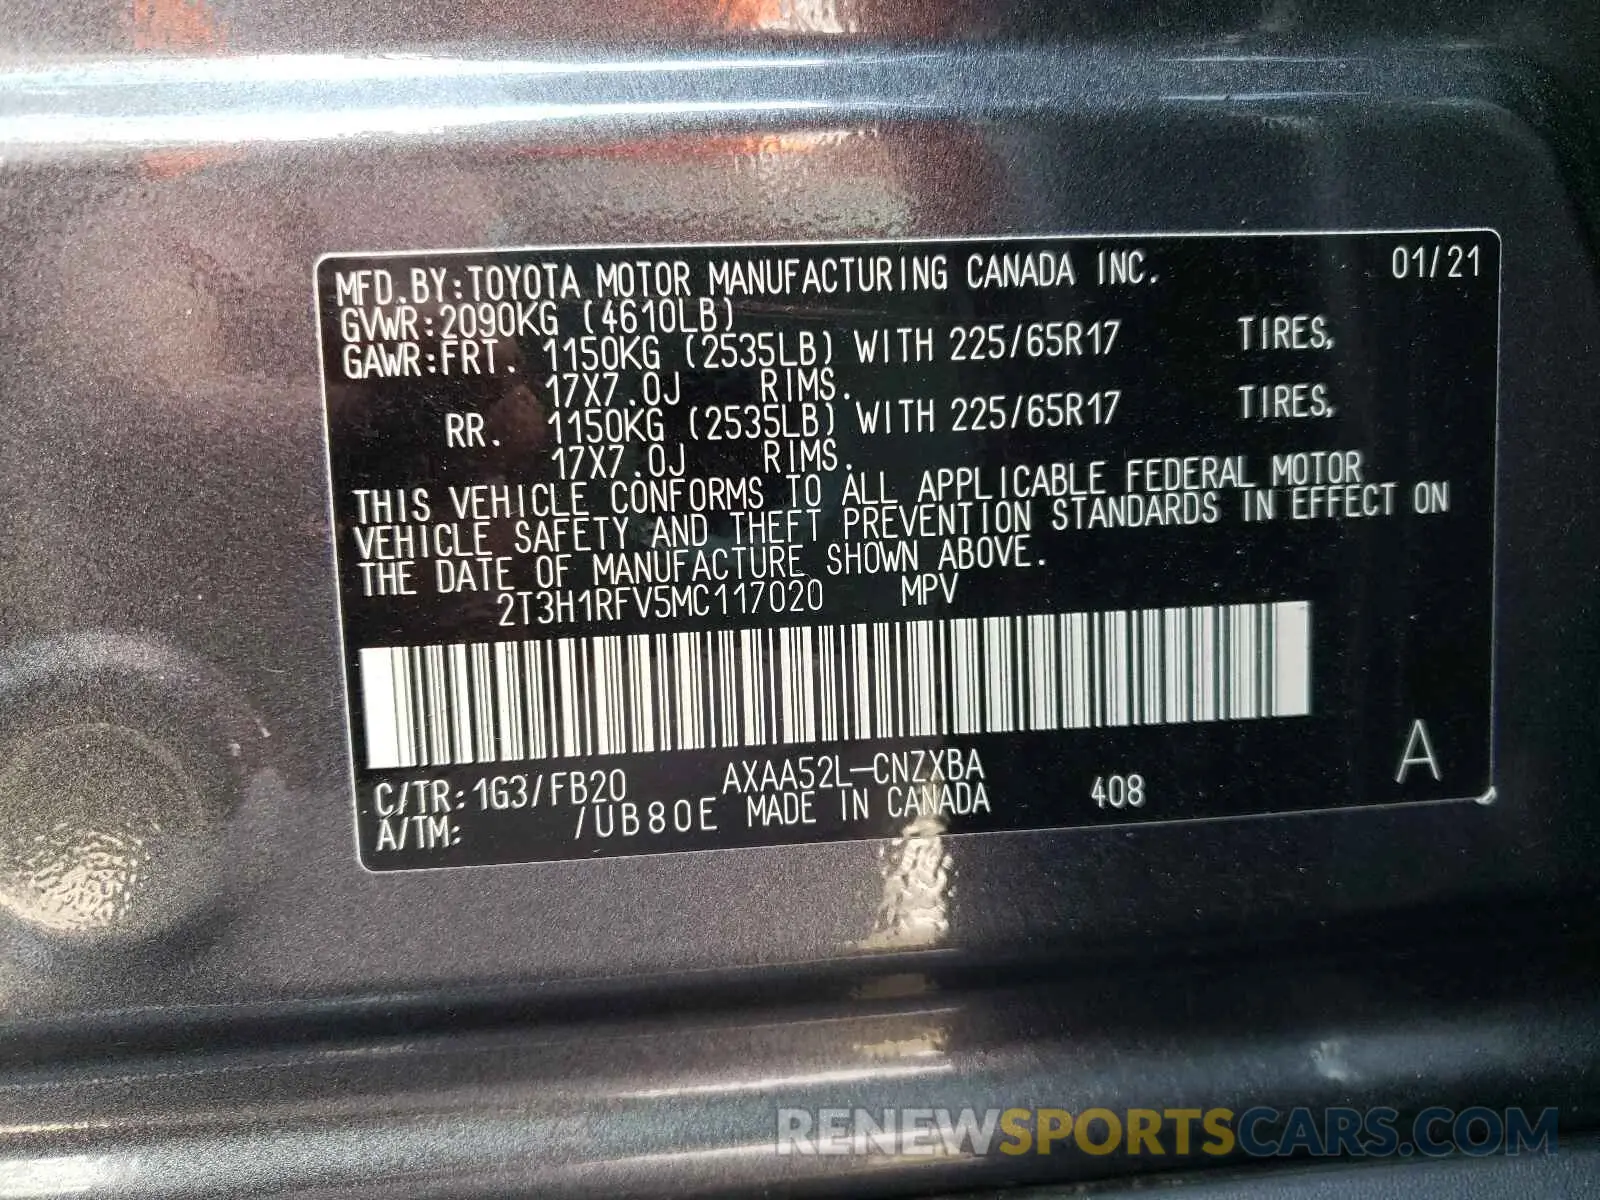 MFD.BY:TOYOTA MOTOR MANUFACTURING CANADA INC. 01/21
GVWR:2090KG (4610LB)
GAWR:FRT. 1150KG (2535LB) WITH 225/65R17 TIRES,
17X7.0J RIMS.
RR. 1150KG (2535LB) WITH 225/65R17 TIRES,
17X7.0J RIMS.
THIS VEHICLE CONFORMS TO ALL APPLICABLE FEDERAL MOTOR
VEHICLE SAFETY AND THEFT PREVENTION STANDARDS IN EFFECT ON
THE DATE OF MANUFACTURE SHOWN ABOVE.
2T3H1RFV5MC117020 MPV
C/TR:1G3/FB20 AXAA52L-CNZXBA
A/TM: /UB80E MADE IN CANADA 408 A
RENEWSPORTSCARS.COM